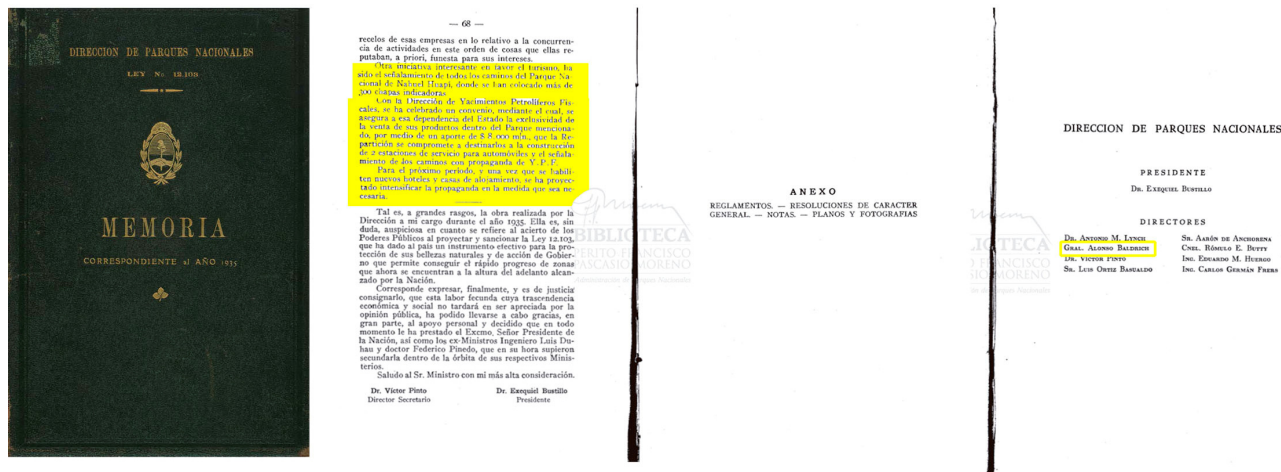 DIRECCION DE PARQUES NACIONALES
LEY No. 12.103
MEMORIA
CORRESPONDIENTE al AÑO 1935
— 68 —
recelos de esas empresas en lo relativo a la concurren-
cia de actividades en este orden de cosas que ellas re-
putaban, a priori, funesta para sus intereses.
Otra iniciativa interesante en favor el turismo, ha
sido el señalamiento de todos los caminos del Parque Na-
cional de Nahuel Huapi, donde se han colocado más de
300 chapas indicadoras
Con la Dirección de Yacimientos Petrolíferos Fis-
cales, se ha celebrado un convenio, mediante el cual, se
asegura a esa dependencia del Estado la exclusividad de
la venta de sus productos dentro del Parque menciona-
do, por medio de un aporte de $ 8.000 m|n., que la Re-
partición se compromete a destinarlos a la construcción
de 2 estaciones de servicio para automóviles y el señala-
miento de los caminos con propaganda de Y.P.F.
Para el próximo período, y una vez que se habili-
ten nuevos hoteles y casas de alojamiento, se ha proyec-
tado intensificar la propaganda en la medida que sea ne-
cesaria.
Tal es, a grandes rasgos, la obra realizada por la
Dirección a mi cargo durante el año 1935. Ella es, sin
duda, auspiciosa en cuanto se refiere al acierto de los
Poderes Públicos al proyectar y sancionar la Ley 12.103,
que ha dado al país un instrumento efectivo para la pro-
tección de sus bellezas naturales y de acción de Gobier-
no que permite conseguir el rápido progreso de zonas
que ahora se encuentran a la altura del adelanto alcan-
zado por la Nación.
Corresponde expresar, finalmente, y es de justicia
consignarlo, que esta labor fecunda cuya trascendencia
económica y social no tardará en ser apreciada por la
opinión pública, ha podido llevarse a cabo gracias, en
gran parte, al apoyo personal y decidido que en todo
momento le ha prestado el Excmo. Señor Presidente de
la Nación, así como los ex-Ministros Ingeniero Luis Du-
hau y doctor Federico Pinedo, que en su hora supieron
secundarla dentro de la órbita de sus respectivos Minis-
terios.
Saludo al Sr. Ministro con mi más alta consideración.
Dr. Víctor Pinto Dr. Exequiel Bustillo
Director Secretario Presidente
BIBLIOTECA
PERITO FRANCISCO
PASCASIO MORENO
Administración de Parques Nacionales
ANEXO
REGLAMENTOS. — RESOLUCIONES DE CARACTER
GENERAL. — NOTAS. — PLANOS Y FOTOGRAFIAS
DIRECCION DE PARQUES NACIONALES
PRESIDENTE
Dr. Exequiel Bustillo
DIRECTORES
Dr. Antonio M. Lynch Sr. Aarón de Anchorena
Gral. Alonso Baldrich Cnel. Rómulo E. Butty
Dr. Victor Pinto Ing. Eduardo M. Huergo
Sr. Luis Ortiz Basualdo Ing. Carlos Germán Frers